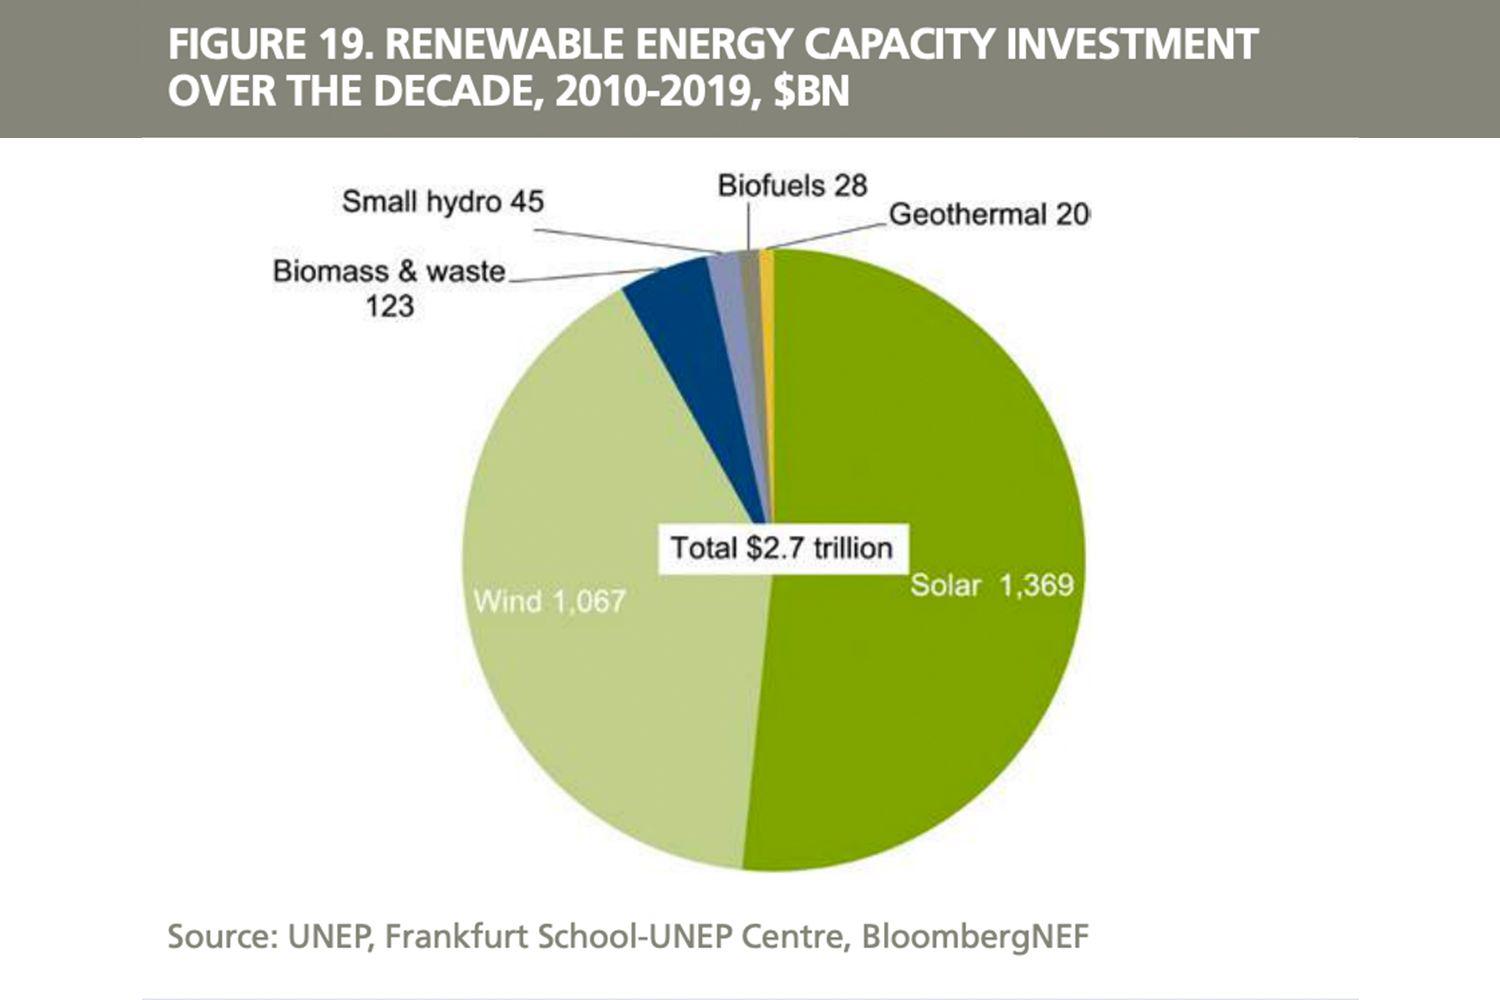 FIGURE 19. RENEWABLE ENERGY CAPACITY INVESTMENT
OVER THE DECADE, 2010-2019, $BN
Small hydro 45
Biofuels 28
Geothermal 20
Biomass & waste
123
Total $2.7 trillion
Wind 1,067
Solar 1,369
Source: UNEP, Frankfurt School-UNEP Centre, BloombergNEF